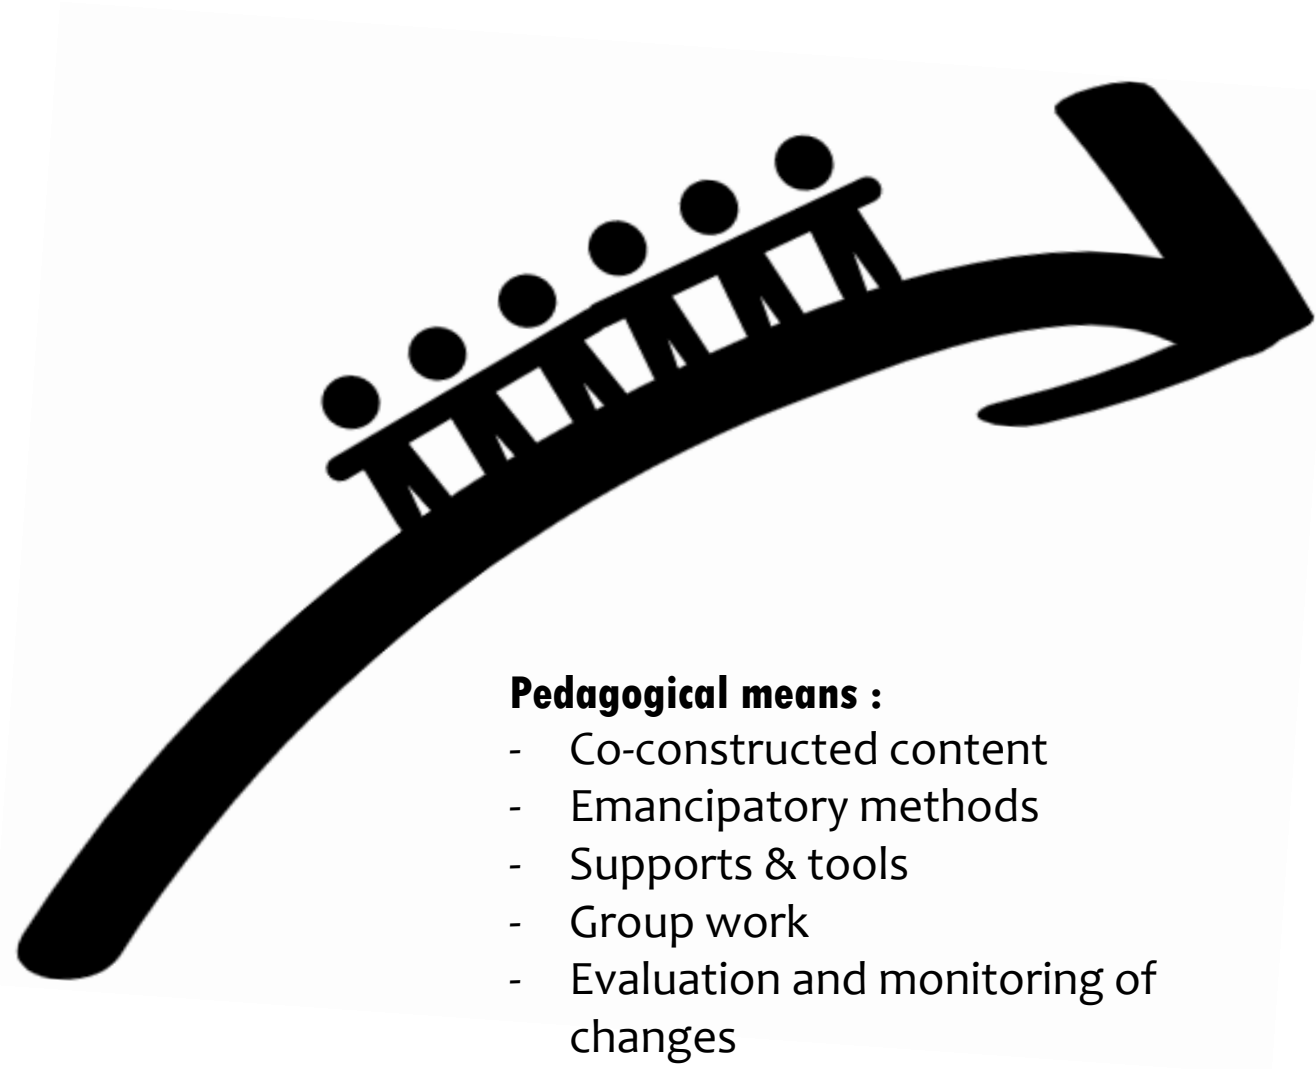 Pedagogical means :
- Co-constructed content
- Emancipatory methods
- Supports & tools
- Group work
- Evaluation and monitoring of
changes